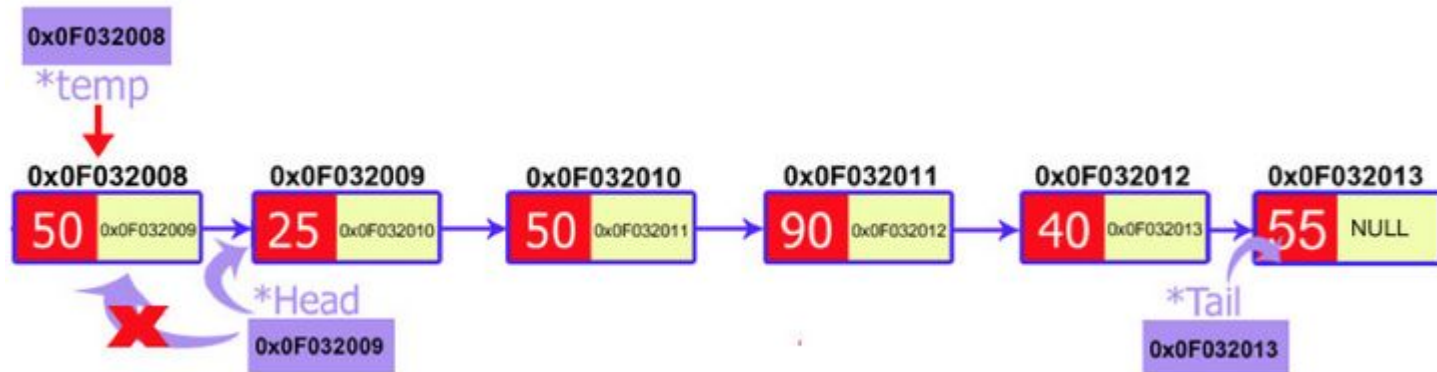 0x0F032008
*temp
0x0F032008 0x0F032009 0x0F032010 0x0F032011 0x0F032012 0x0F032013
50 0x0F032009 25 0x0F032010 50 0x0F032011 90 0x0F032012 40 0x0F032013 55 NULL
*Head *Tail
0x0F032009 0x0F032013